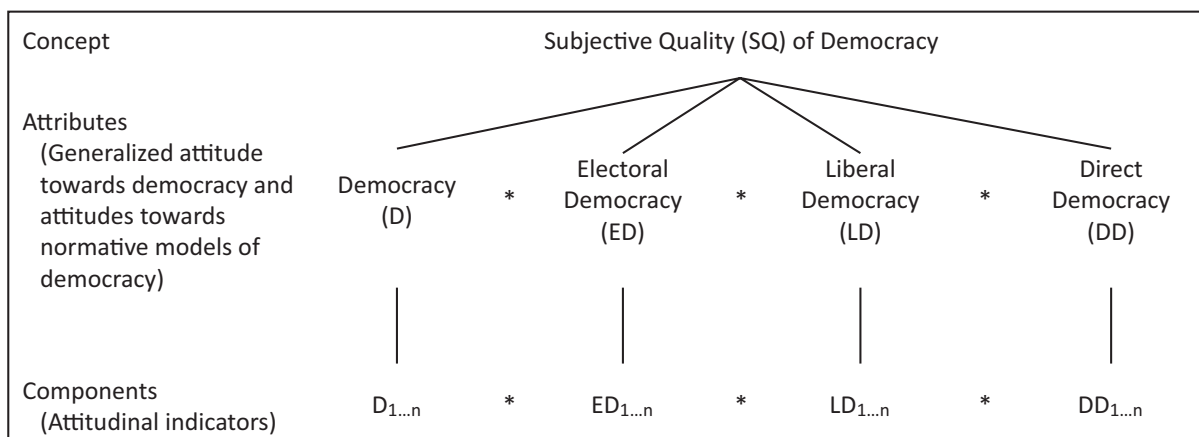 Concept
Subjective Quality (SQ) of Democracy
Attributes
(Generalized attitude
towards democracy and
attitudes towards
normative models of
democracy)
Democracy
(D)
*
Electoral
Democracy
(ED)
*
Liberal
Democracy
(LD)
*
Direct
Democracy
(DD)
Components
(Attitudinal indicators)
D1...n * ED1...n * LD1...n * DD1...n